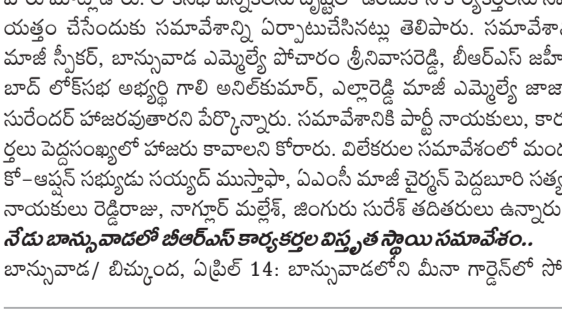 యత్తం చేసేందుకు సమావేశాన్ని ఏర్పాటుచేసినట్లు తెలిపారు. సమావేశా
మాజీ స్పీకర్, బాన్సువాడ ఎమ్మెల్యే పోచారం శ్రీనివాసరెడ్డి, బీఆర్ఎస్ జహీ
బాద్ లోక్‌సభ అభ్యర్థి గాలి అనిల్‌కుమార్, ఎల్లారెడ్డి మాజీ ఎమ్మెల్యే జాజా
సురేందర్ హాజరవుతారని పేర్కొన్నారు. సమావేశానికి పార్టీ నాయకులు, కార
ర్తలు పెద్దసంఖ్యలో హాజరు కావాలని కోరారు. విలేకరుల సమావేశంలో మండ
కో-ఆప్షన్ సభ్యుడు సయ్యద్ ముస్తాఫా, ఏఎంసీ మాజీ చైర్మన్ పెద్దబూరి సత్య
నాయకులు రెడ్డిరాజు, నాగ్లూర్ మల్లేశ్, జింగురు సురేశ్ తదితరులు ఉన్నారు
నేడు బాన్సువాడలో బీఆర్ఎస్ కార్యకర్తల విస్తృత స్థాయి సమావేశం..
బాన్సువాడ/ బిచ్కుంద, ఏప్రిల్ 14: బాన్సువాడలోని మీనా గార్డెన్‌లో సో